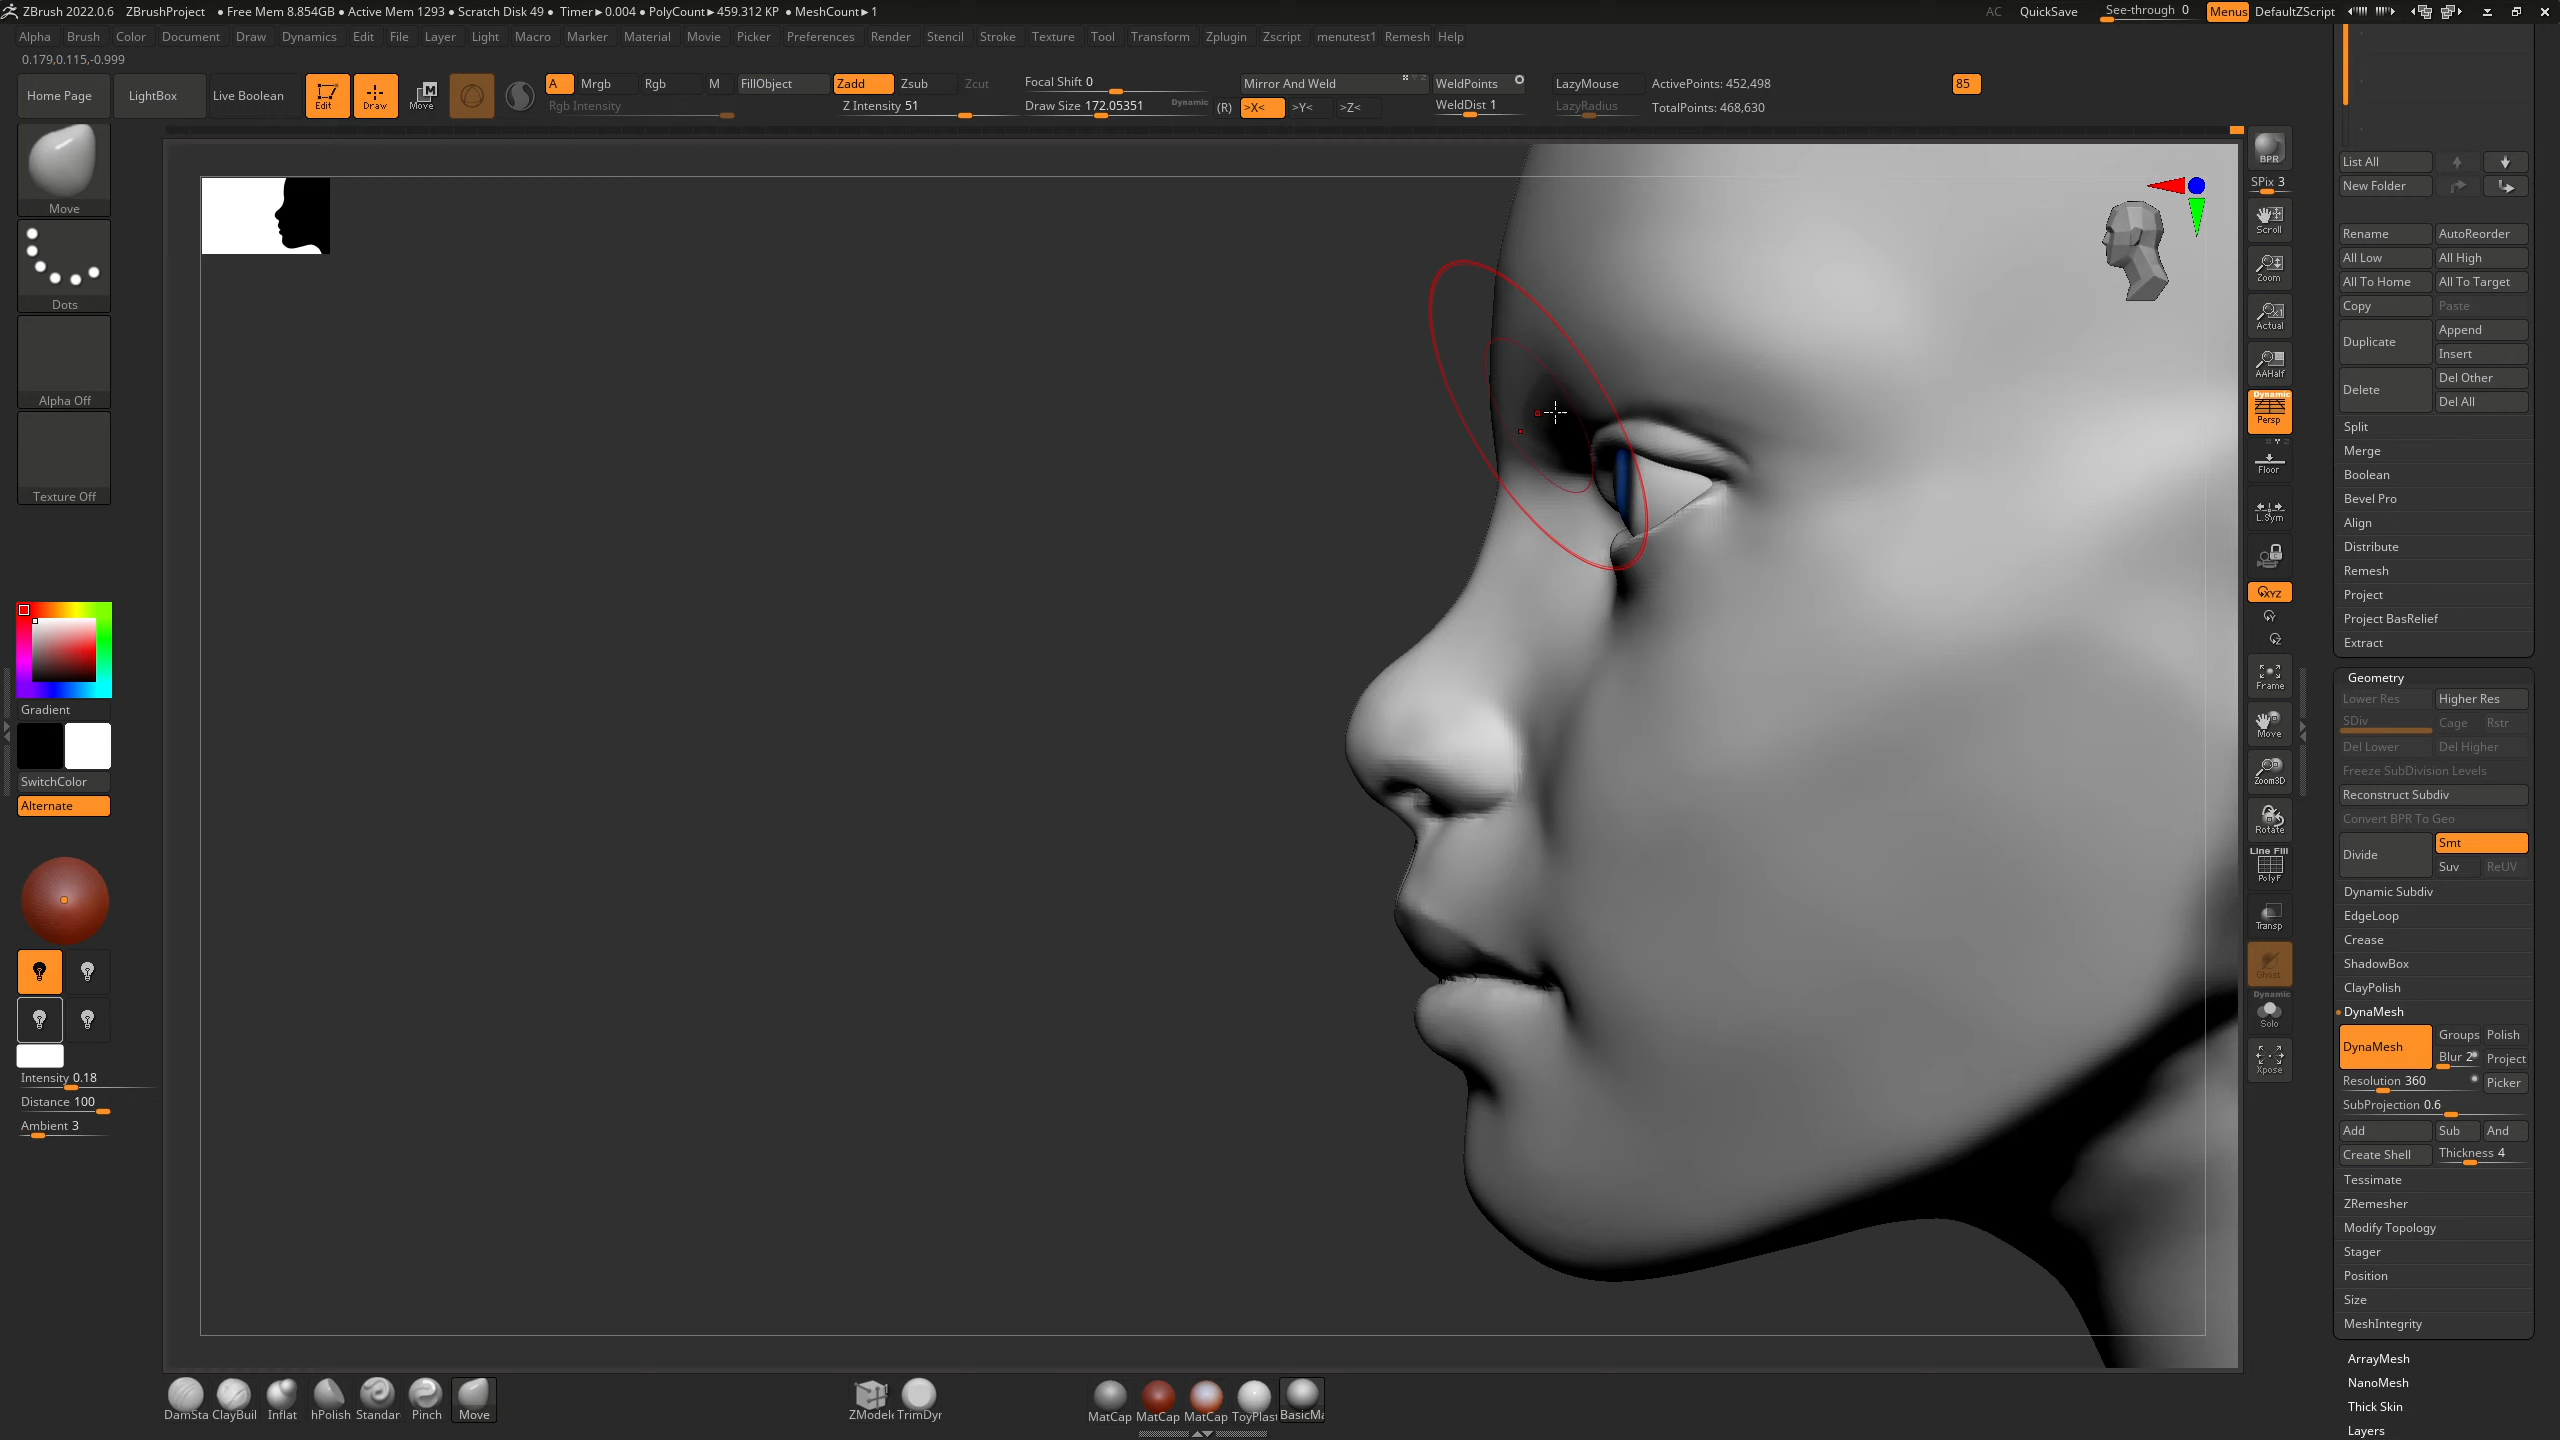 ZBrush 2022.0.6 ZBrushProject • Free Mem 8.854GB • Active Mem 1293 • Scratch Disk 49 • Timer▸0.004 • PolyCount▸459.312 KP • MeshCount▸1 AC QuickSave See-through 0 Menus DefaultZScript
Alpha Brush Color Document Draw Dynamics Edit File Layer Light Macro Marker Material Movie Picker Preferences Render Stencil Stroke Texture Tool Transform Zplugin Zscript menutest1 Remesh Help
0.179,0.115,-0.999
Home Page LightBox Live Boolean Edit Draw Move A Mrgb Rgb M FillObject Zadd Zsub Zcut Focal Shift 0 Mirror And Weld WeldPoints LazyMouse ActivePoints: 452,498 85
Rgb Intensity Z Intensity 51 Draw Size 172.05351 Dynamic (R) >X< >Y< >Z< WeldDist 1 LazyRadius TotalPoints: 468,630
Move
Dots
Alpha Off
Texture Off
Gradient
SwitchColor
Alternate
Intensity 0.18
Distance 100
Ambient 3
BPR
SPix 3
Scroll
Zoom
Actual
AAHalf
Dynamic
Persp
Floor
L.Sym
XYZ
Frame
Move
Zoom3D
Rotate
Line Fill
PolyF
Transp
Ghost
Dynamic
Solo
Xpose
List All
New Folder
Rename AutoReorder
All Low All High
All To Home All To Target
Copy Paste
Duplicate Append
Insert
Delete Del Other
Del All
Split
Merge
Boolean
Bevel Pro
Align
Distribute
Remesh
Project
Project BasRelief
Extract
Geometry
Lower Res Higher Res
SDiv Cage Rstr
Del Lower Del Higher
Freeze SubDivision Levels
Reconstruct Subdiv
Convert BPR To Geo
Divide Smt
Suv ReUV
Dynamic Subdiv
EdgeLoop
Crease
ShadowBox
ClayPolish
DynaMesh
DynaMesh Groups Polish
Blur 2 Project
Resolution 360 Picker
SubProjection 0.6
Add Sub And
Create Shell Thickness 4
Tessimate
ZRemesher
Modify Topology
Stager
Position
Size
MeshIntegrity
ArrayMesh
NanoMesh
Thick Skin
Layers
DamSta ClayBuil Inflat hPolish Standar Pinch Move ZModele TrimDyr MatCap MatCap MatCap ToyPlast BasicMa